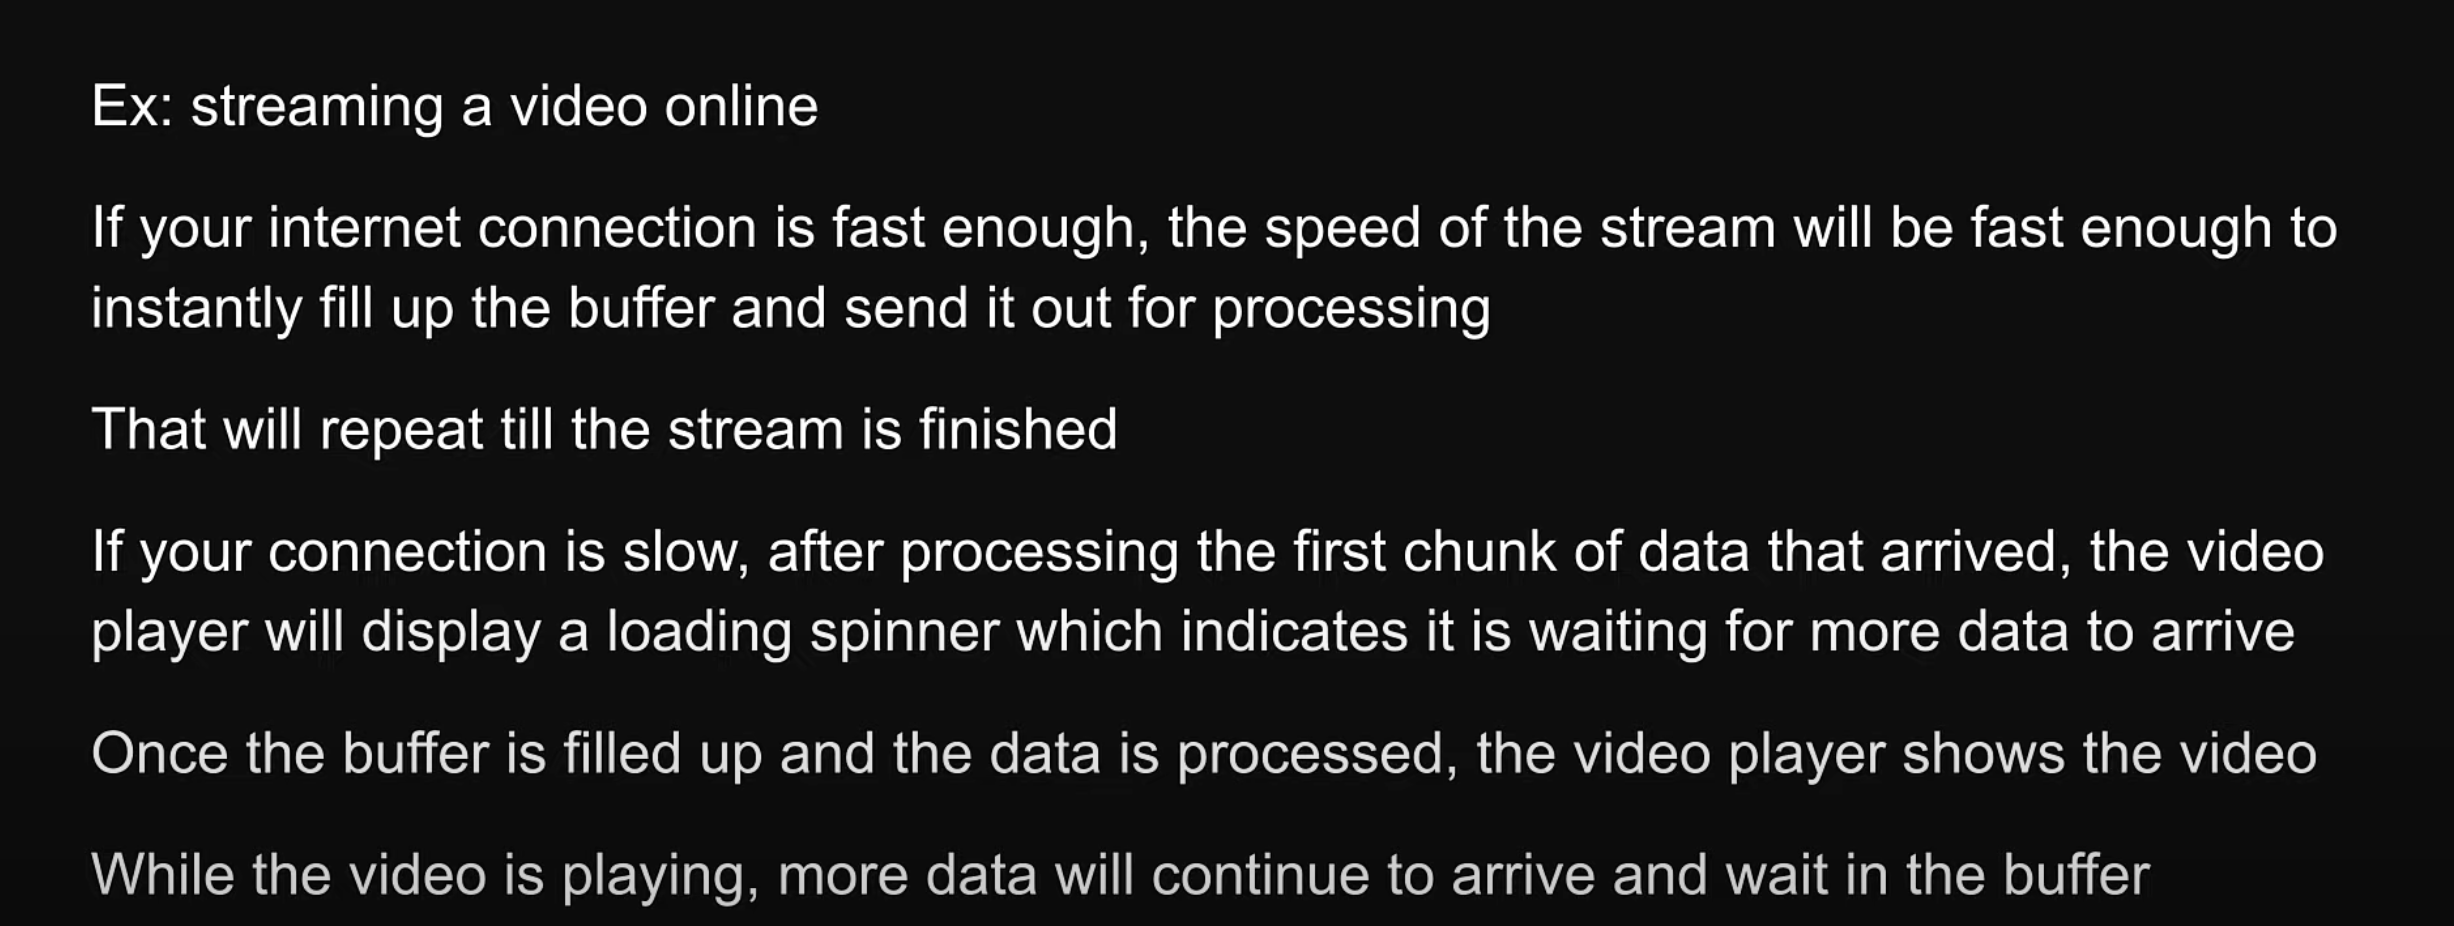 Ex: streaming a video online
If your internet connection is fast enough, the speed of the stream will be fast enough to
instantly fill up the buffer and send it out for processing
That will repeat till the stream is finished
If your connection is slow, after processing the first chunk of data that arrived, the video
player will display a loading spinner which indicates it is waiting for more data to arrive
Once the buffer is filled up and the data is processed, the video player shows the video
While the video is playing, more data will continue to arrive and wait in the buffer